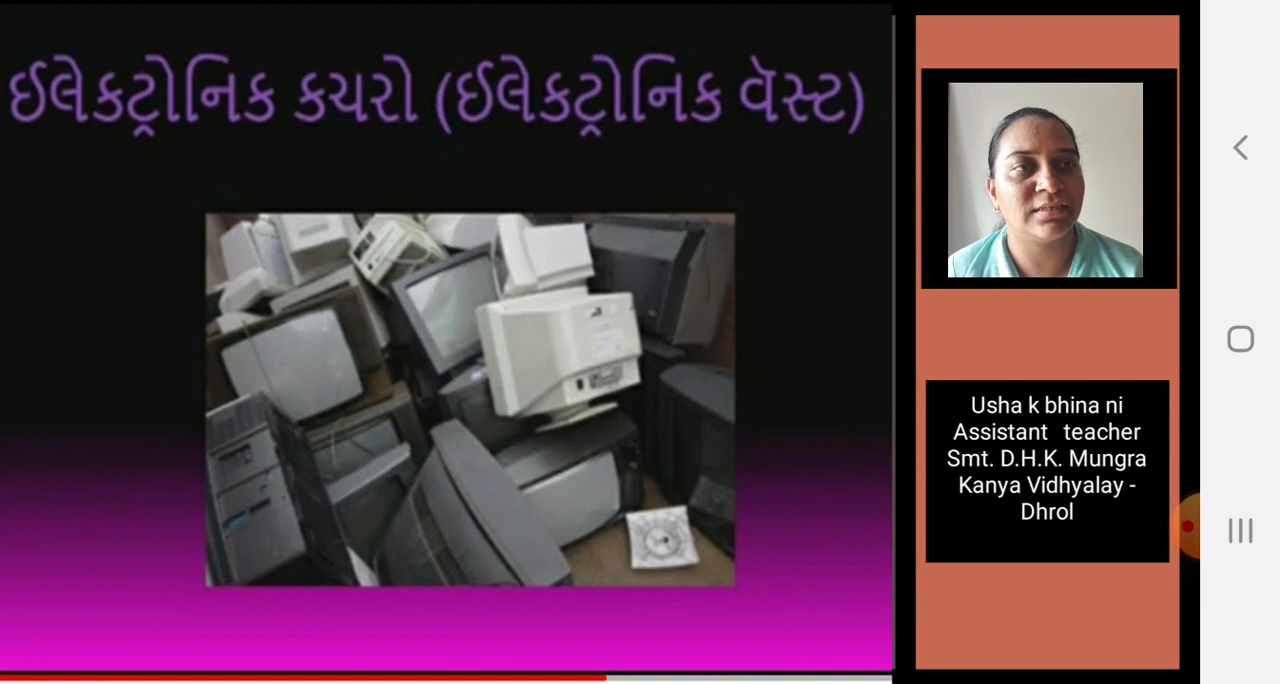 ઈલેકટ્રોનિક કચરો (ઈલેકટ્રોનિક વૅસ્ટ)
Usha k bhina ni
Assistant teacher
Smt. D.H.K. Mungra
Kanya Vidhyalay -
Dhrol